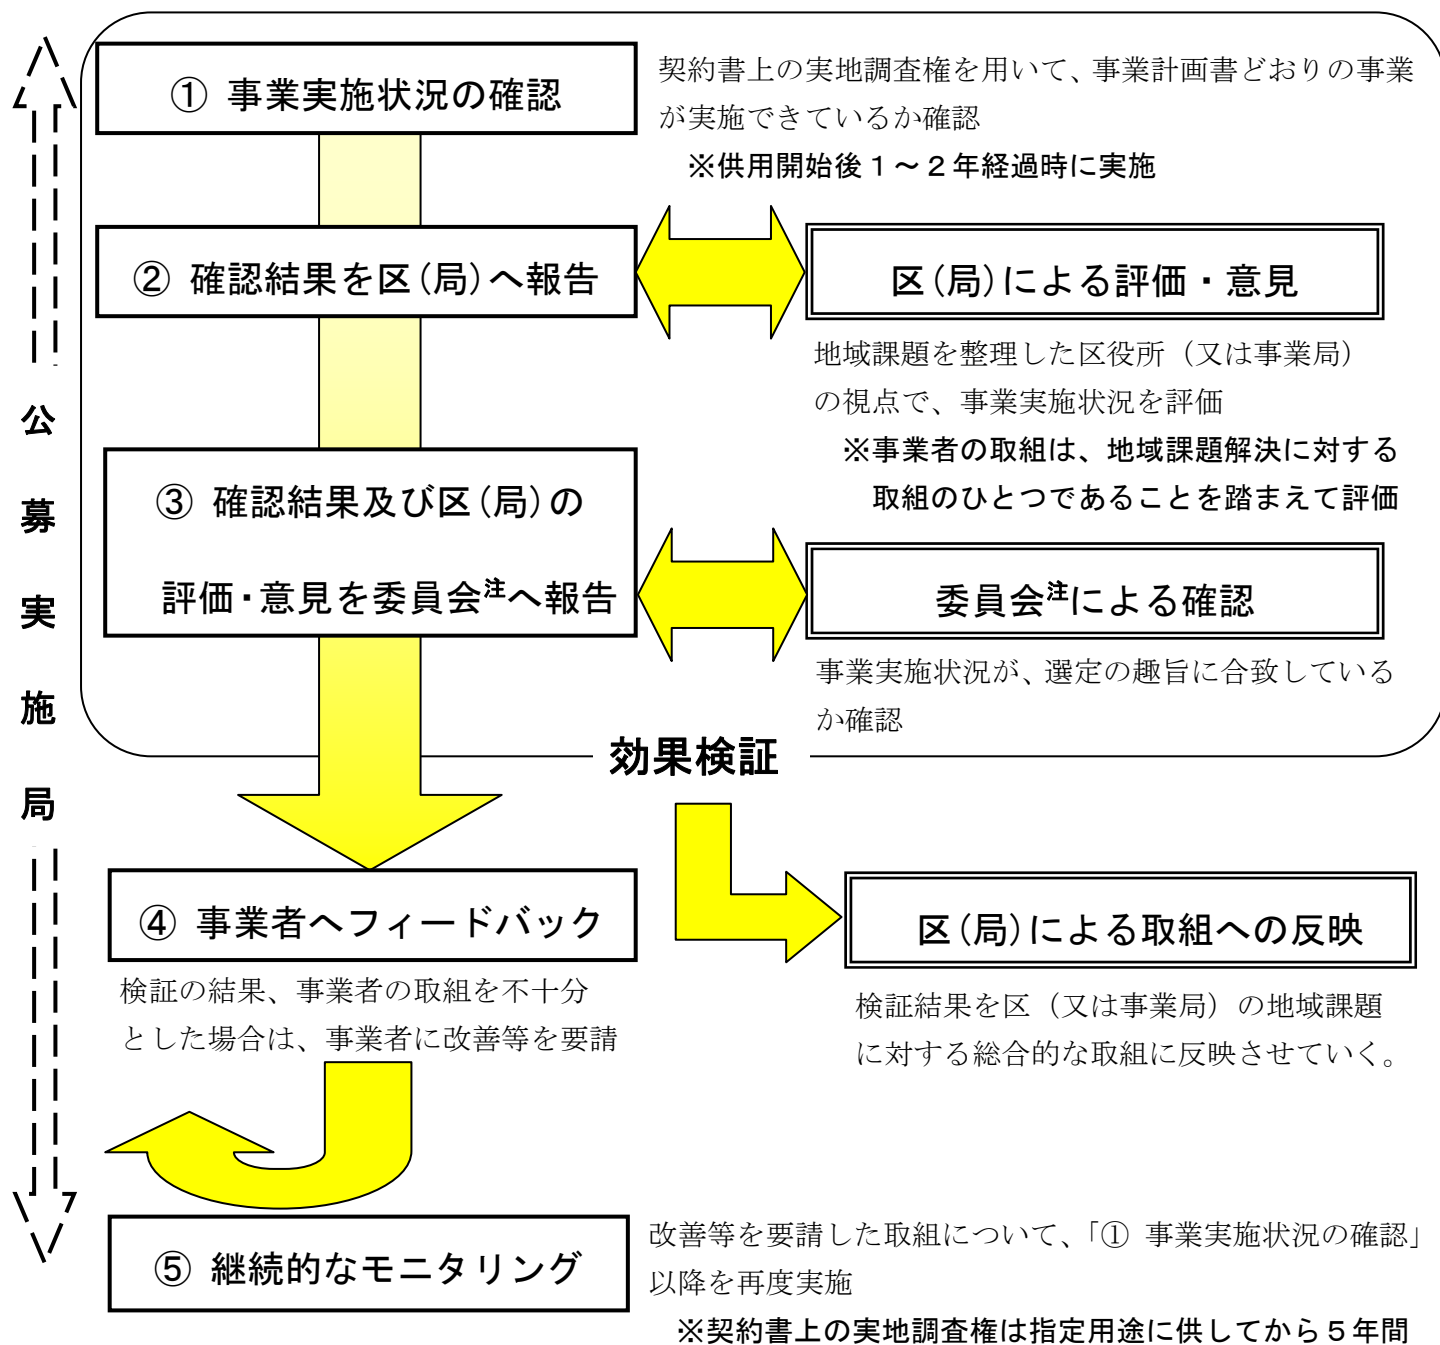 ① 事業実施状況の確認
契約書上の実地調査権を用いて、事業計画書どおりの事業
が実施できているか確認
※供用開始後１～２年経過時に実施
② 確認結果を区(局)へ報告
区(局)による評価・意見
地域課題を整理した区役所（又は事業局）
の視点で、事業実施状況を評価
※事業者の取組は、地域課題解決に対する
取組のひとつであることを踏まえて評価
③ 確認結果及び区(局)の
評価・意見を委員会注へ報告
委員会注による確認
事業実施状況が、選定の趣旨に合致している
か確認
効果検証
公
募
実
施
局
④ 事業者へフィードバック
検証の結果、事業者の取組を不十分
とした場合は、事業者に改善等を要請
区(局)による取組への反映
検証結果を区（又は事業局）の地域課題
に対する総合的な取組に反映させていく。
⑤ 継続的なモニタリング
改善等を要請した取組について、「① 事業実施状況の確認」
以降を再度実施
※契約書上の実地調査権は指定用途に供してから５年間